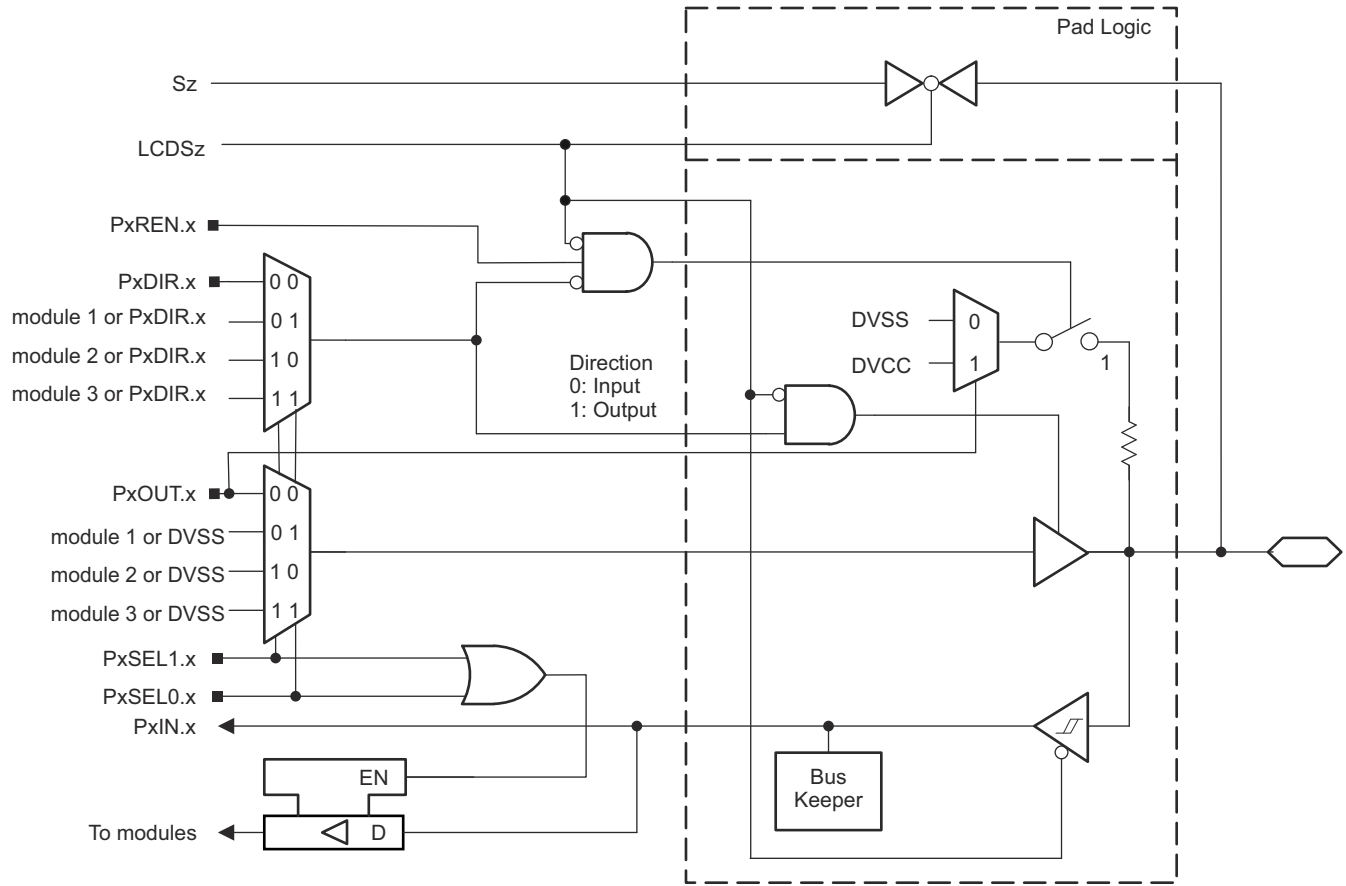 Pad Logic
Sz
LCDSz
PxREN.x
PxDIR.x
0 0
module 1 or PxDIR.x
0 1
module 2 or PxDIR.x
1 0
module 3 or PxDIR.x
1 1
Direction
0: Input
1: Output
DVSS
0
DVCC
1
1
PxOUT.x
0 0
module 1 or DVSS
0 1
module 2 or DVSS
1 0
module 3 or DVSS
1 1
PxSEL1.x
PxSEL0.x
PxIN.x
EN
Bus
Keeper
To modules
D